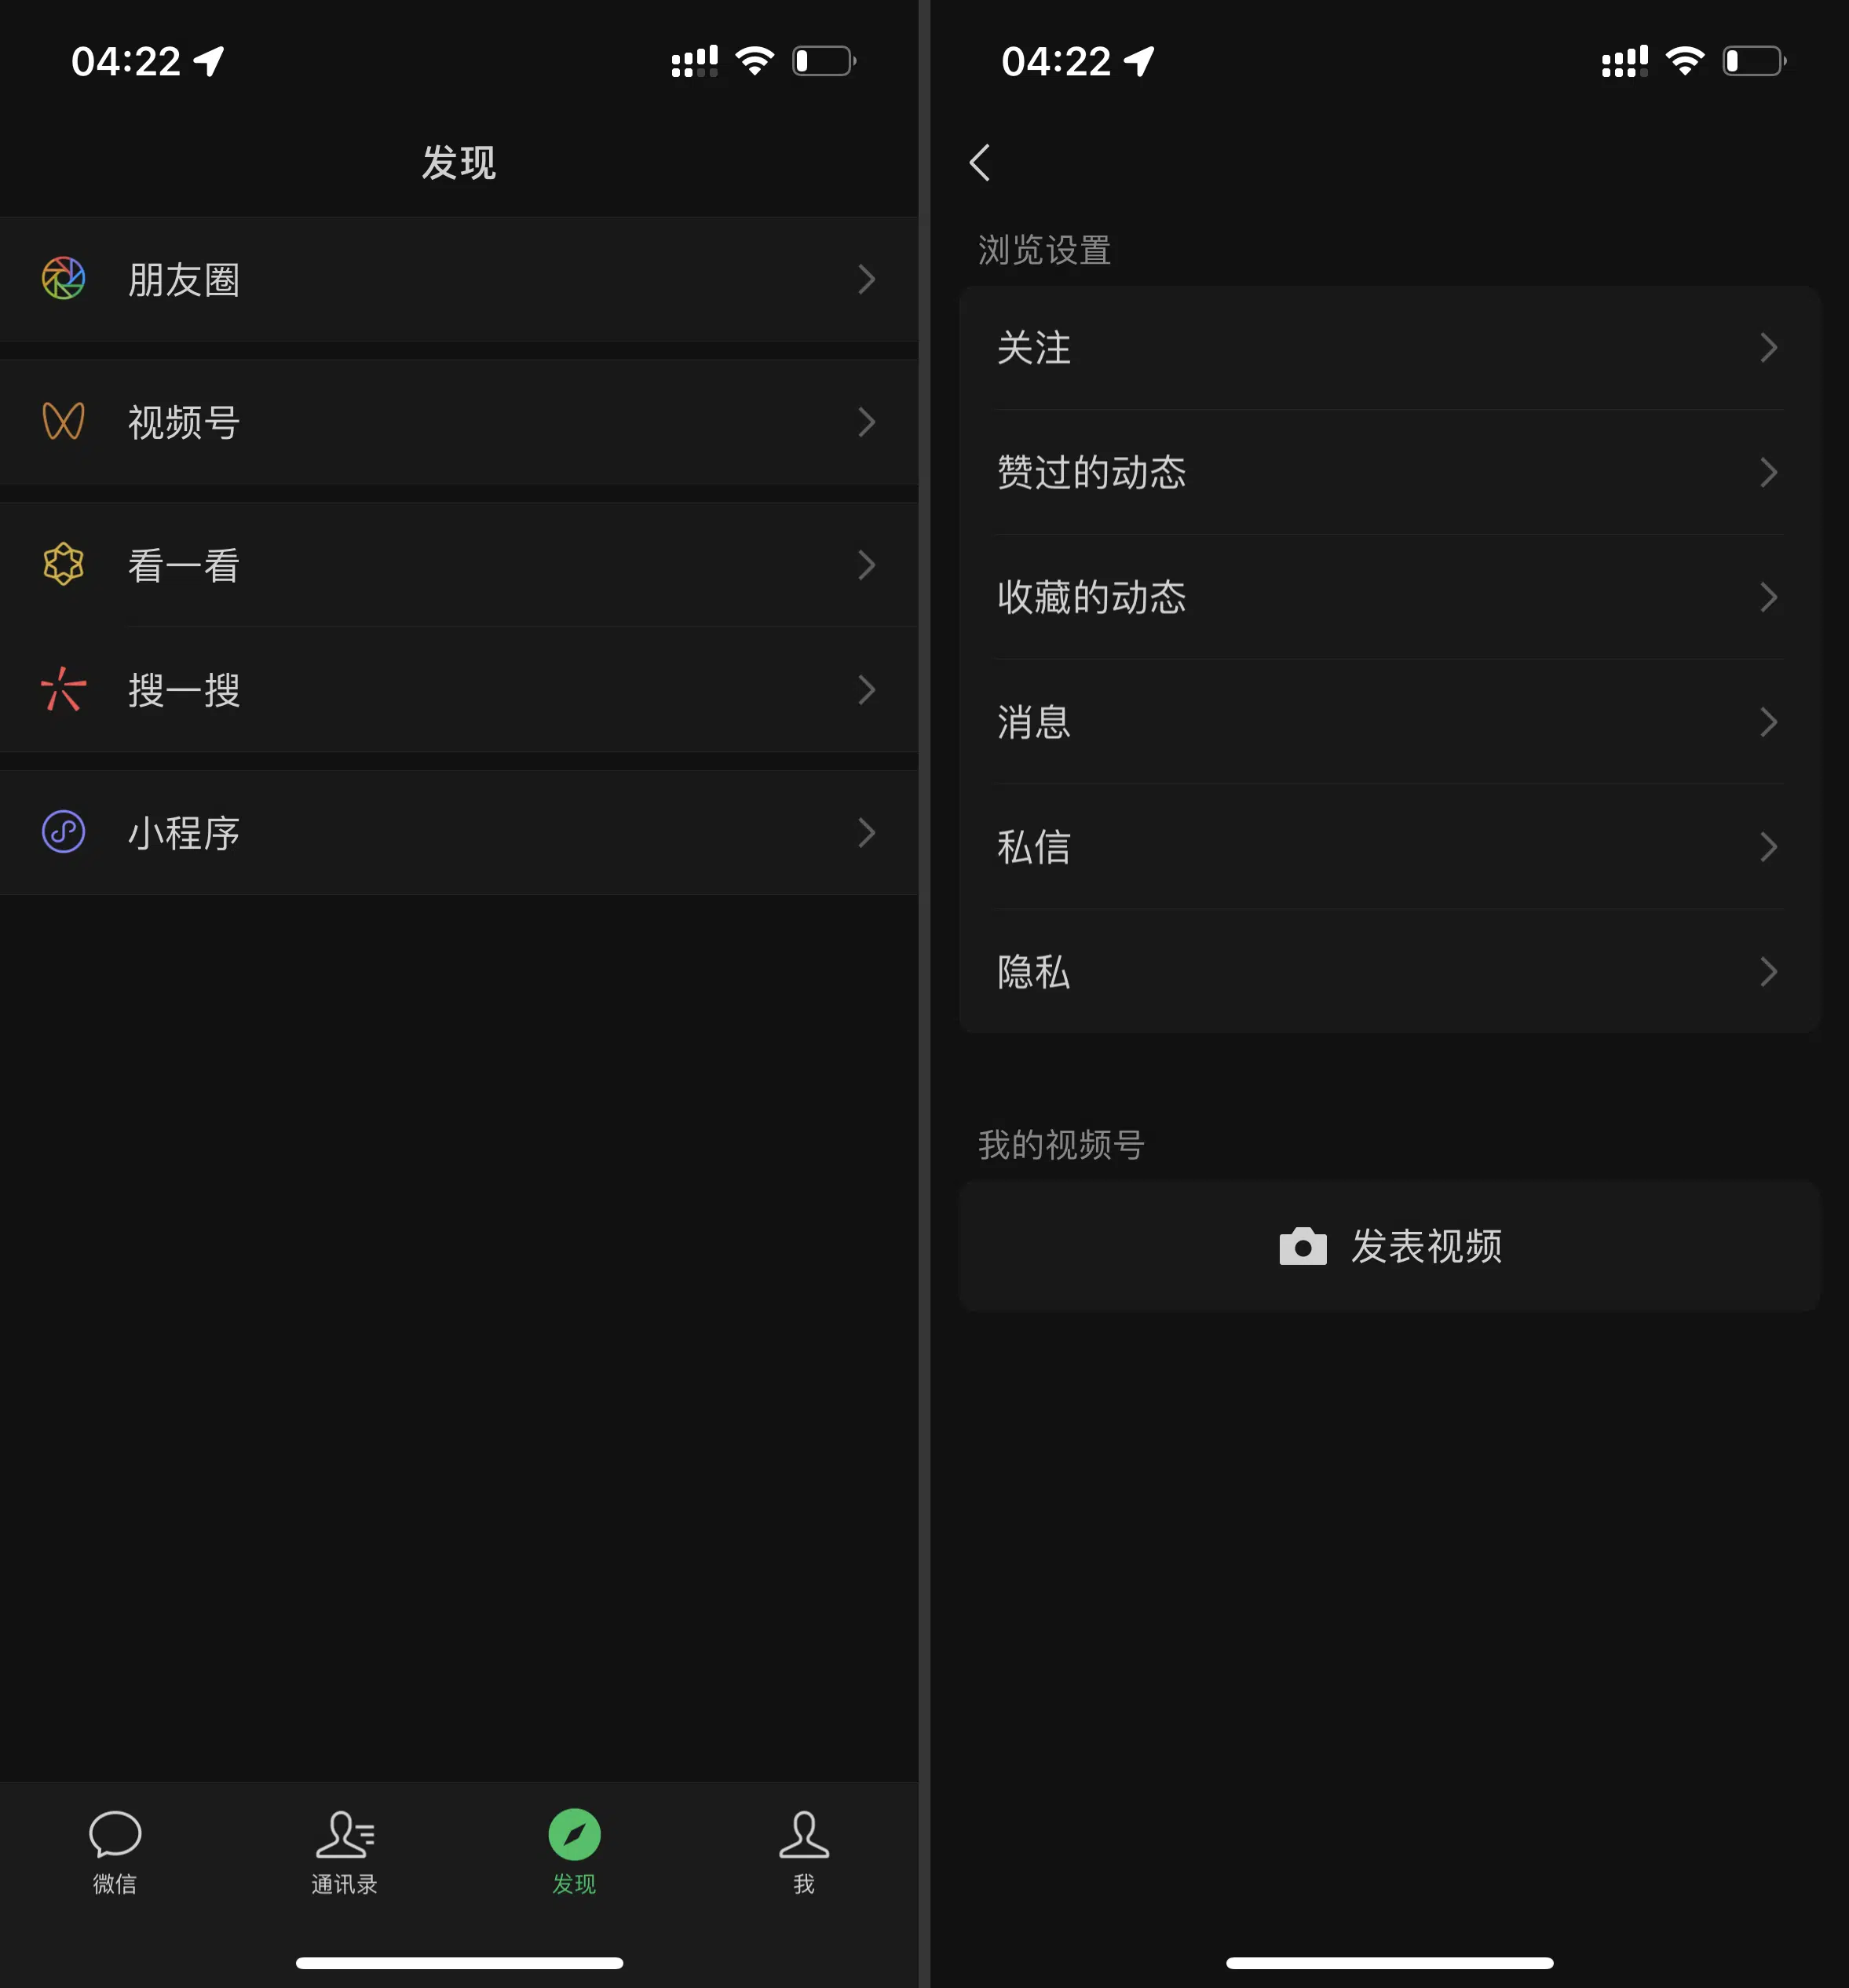 04:22
发现
朋友圈
视频号
看一看
搜一搜
小程序
微信
通讯录
发现
我
04:22
浏览设置
关注
赞过的动态
收藏的动态
消息
私信
隐私
我的视频号
发表视频